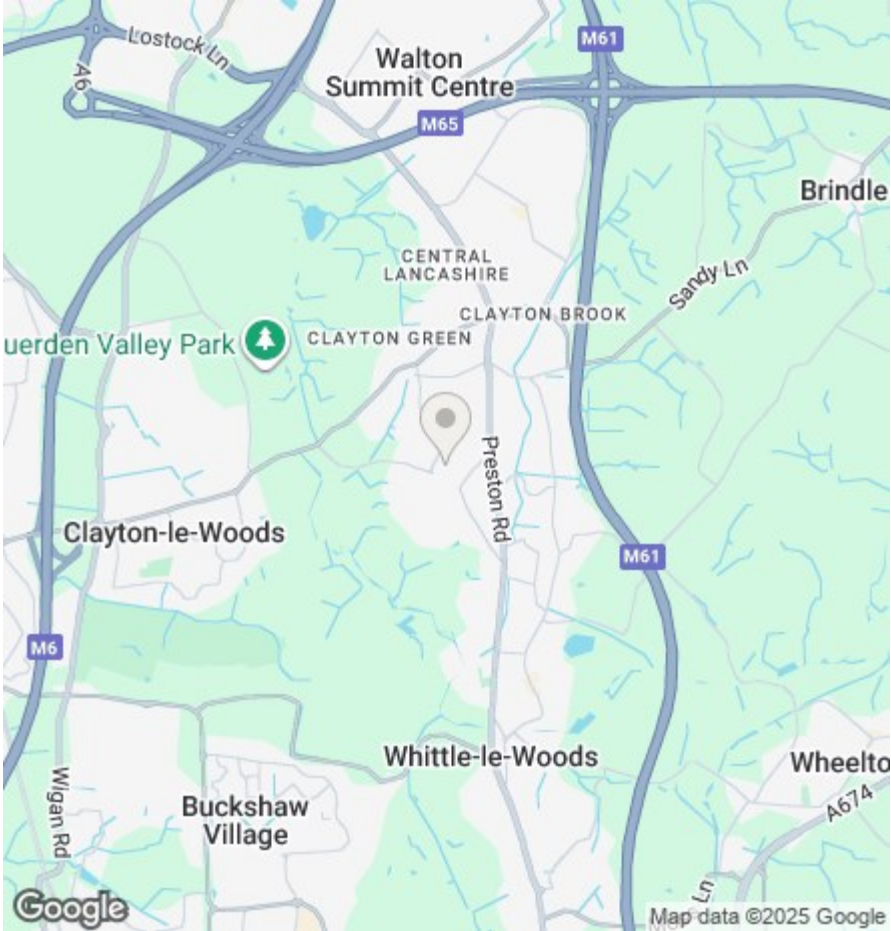 M61
Lostock Ln
A6
Walton
Summit Centre
M65
Brindle
CENTRAL
LANCASHIRE
Sandy Ln
CLAYTON BROOK
CLAYTON GREEN
uerden Valley Park
Preston Rd
Clayton-le-Woods
M61
M6
Whittle-le-Woods
Wheelto
Wigan Rd
Buckshaw
Village
A674
Ln
Google
Map data ©2025 Google